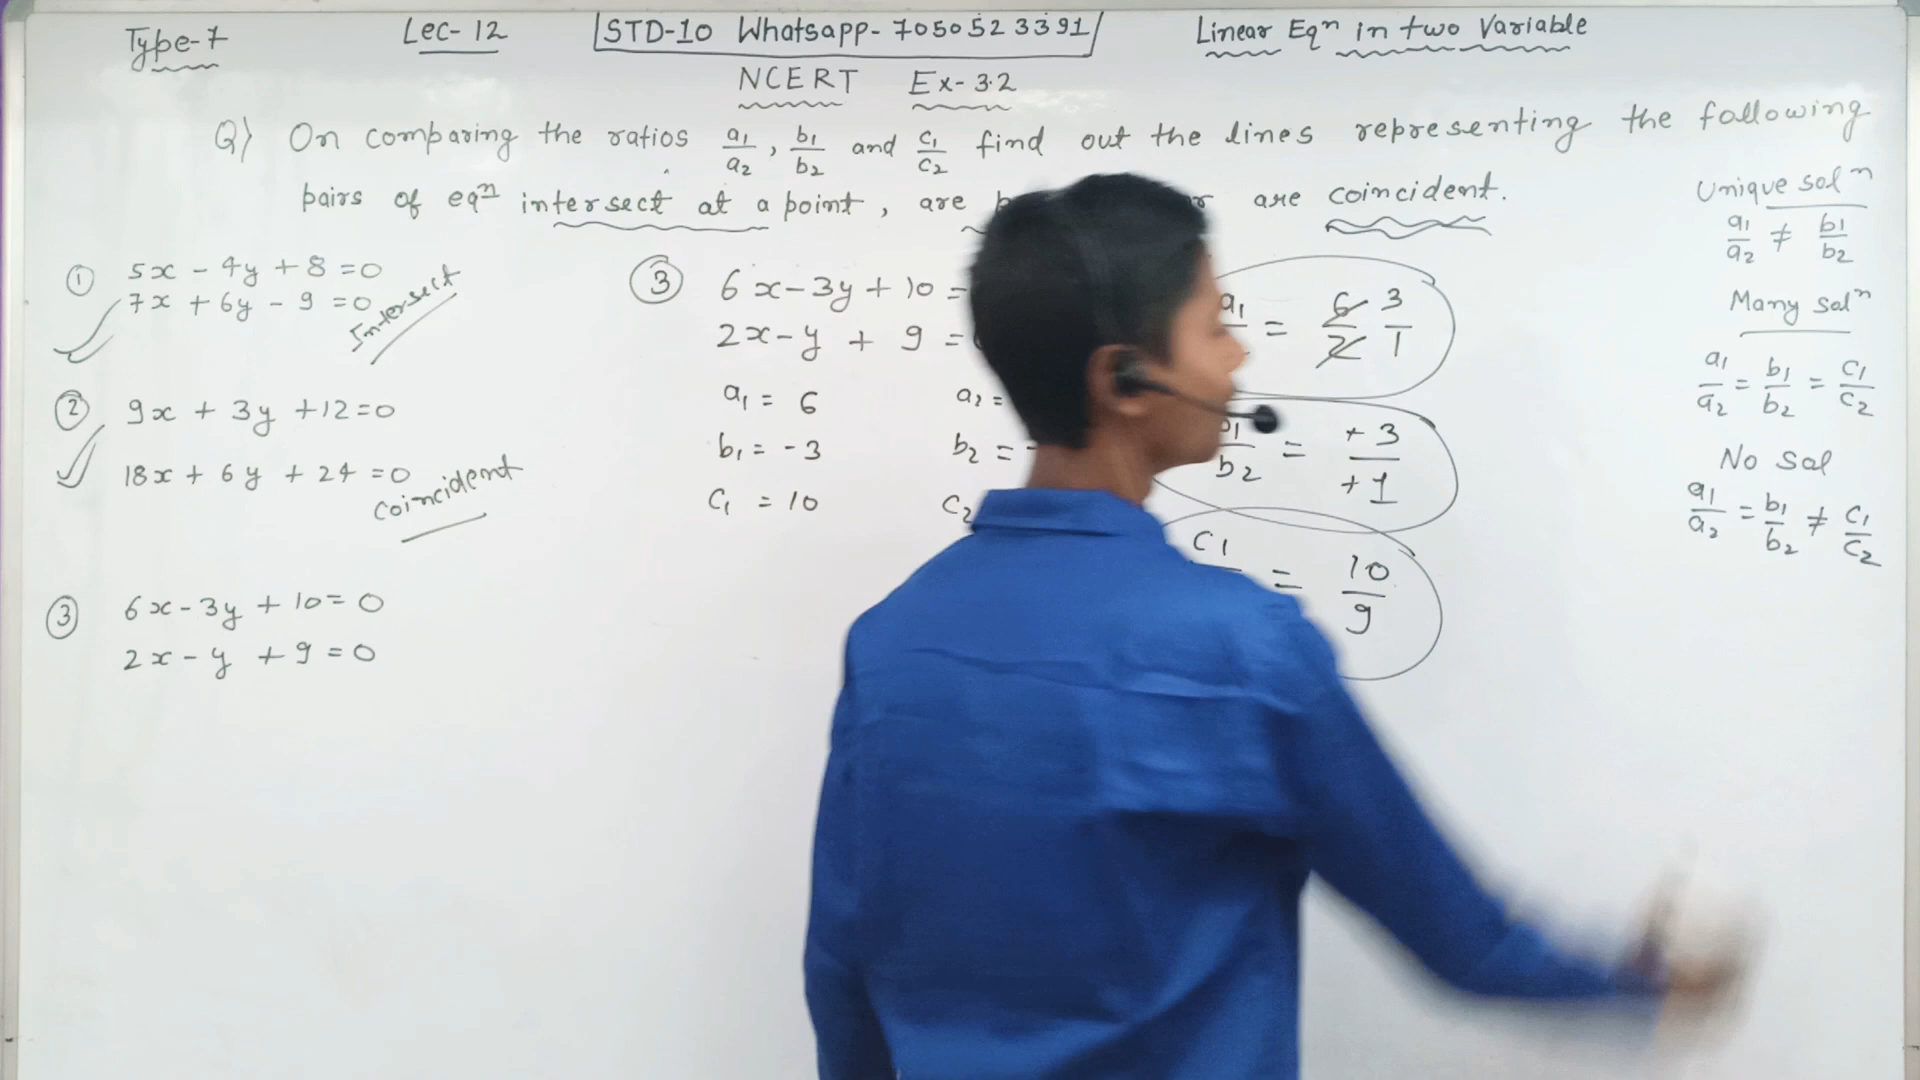 Type-7 Lec-12 STD-10 Whatsapp-7050523391 Linear Eqn in two Variable
NCERT Ex-3.2
Q) On comparing the ratios a1/a2, b1/b2 and c1/c2 find out the lines representing the following
pairs of eqn intersect at a point, are are coincident.
① 5x - 4y + 8 = 0
7x + 6y - 9 = 0
Intersect
② 9x + 3y + 12 = 0
18x + 6y + 24 = 0
coincident
③ 6x - 3y + 10 = 0
2x - y + 9 = 0
③ 6x - 3y + 10 =
2x - y + 9 =
a1 = 6 a2 =
b1 = -3 b2 = -
c1 = 10 c2
a1 = 6/2 3/1
b1/b2 = +3/+1
c1 = 10/9
Unique soln
a1/a2 ≠ b1/b2
Many soln
a1/a2 = b1/b2 = c1/c2
No sol
a1/a2 = b1/b2 ≠ c1/c2